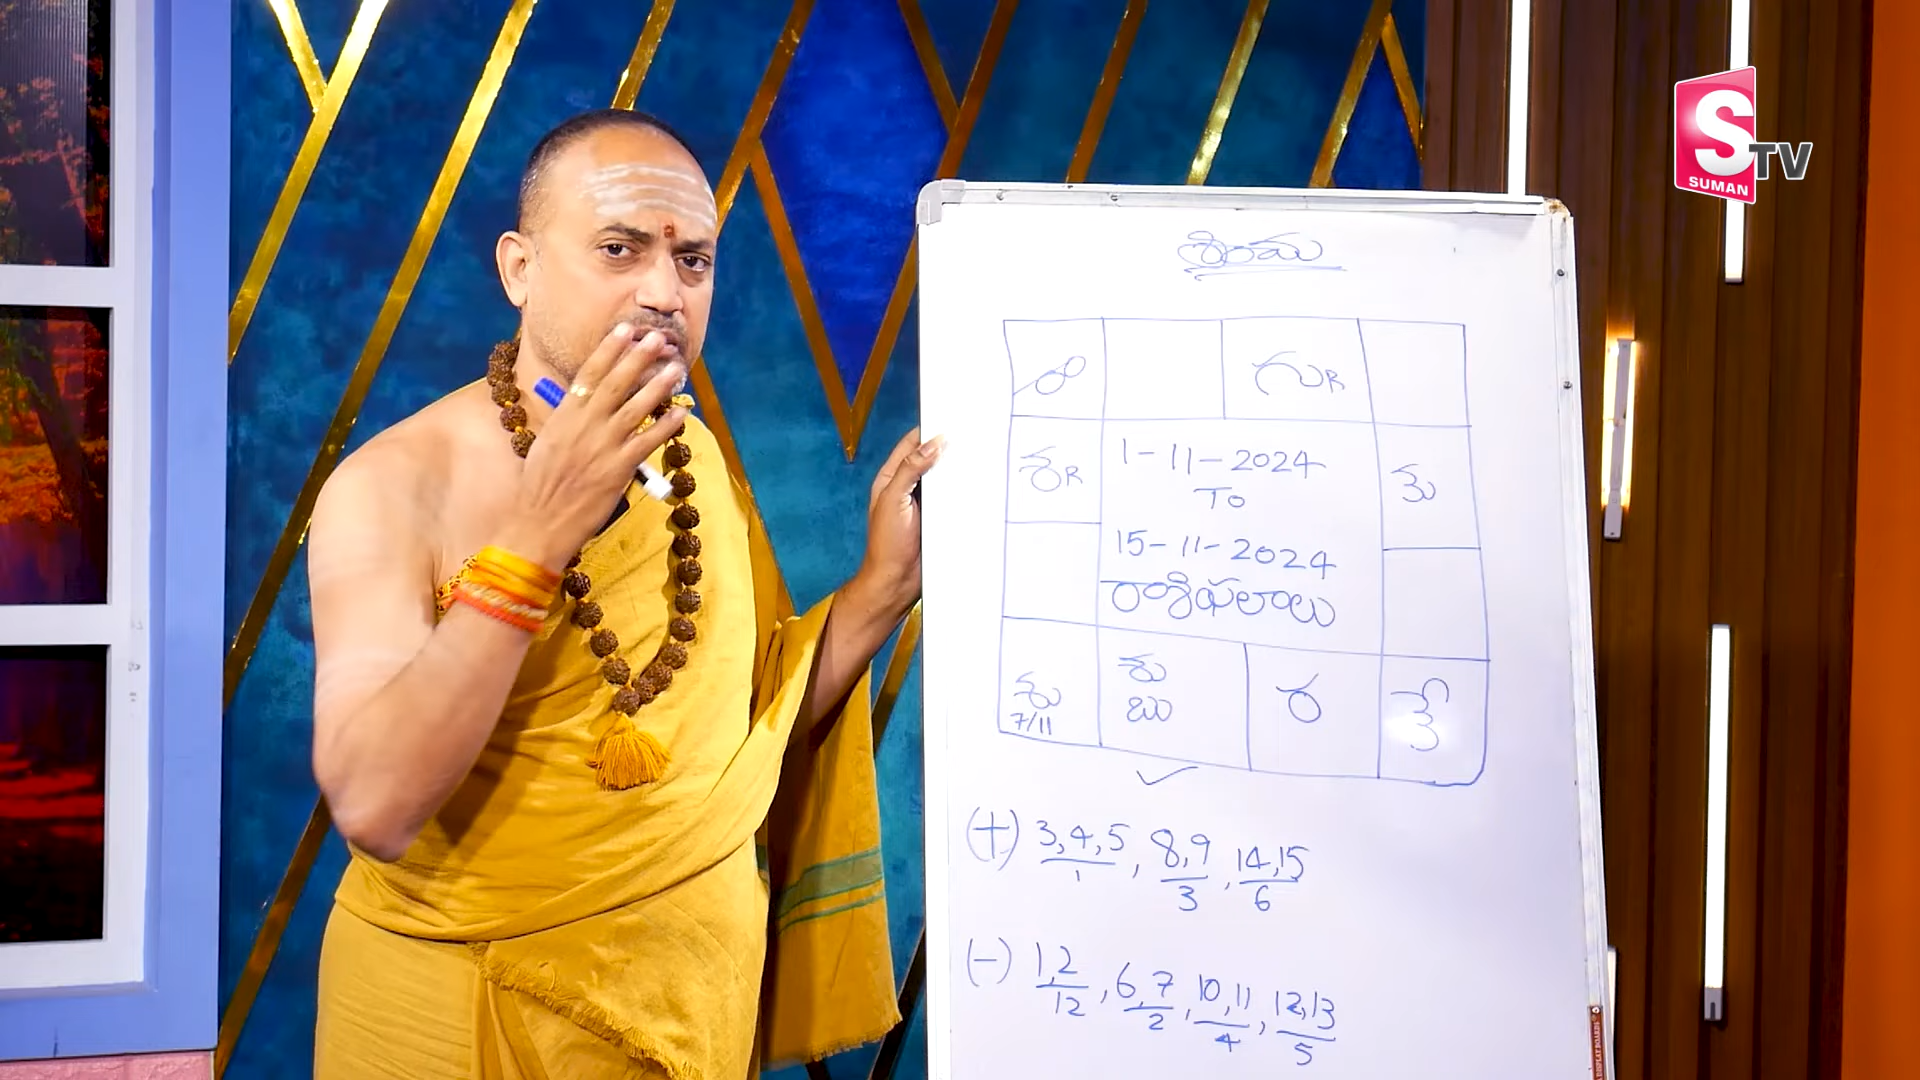 S TV
SUMAN
శ్రీరామ
రా
గు R
శ R
1-11-2024
కు
To
15-11-2024
రాశిఫలాలు
శు
7/11
శు
బు
ర
కే
(+) 3,4,5, 8,9, 14,15
1 3 6
(-) 1,2, 6,7, 10,11, 12,13
12 2 4 5